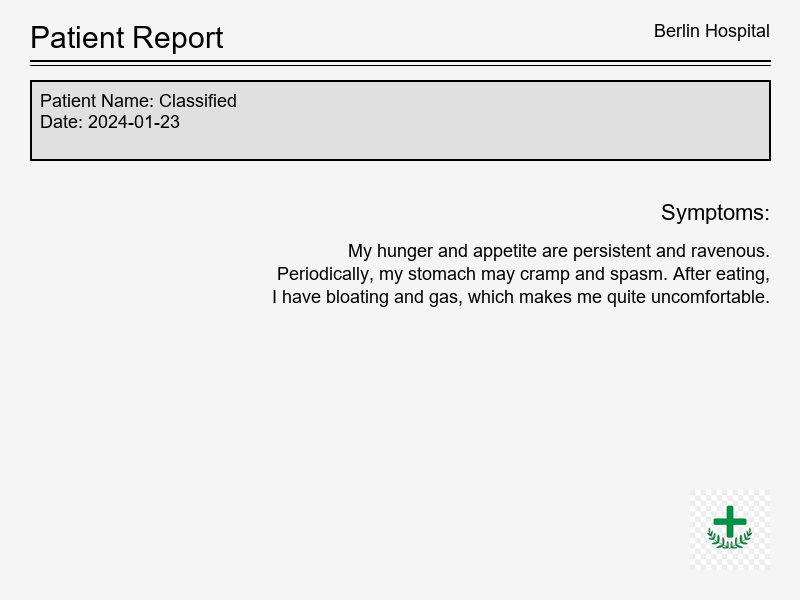 Patient Report
Berlin Hospital
Patient Name: Classified
Date: 2024-01-23
Symptoms:
My hunger and appetite are persistent and ravenous.
Periodically, my stomach may cramp and spasm. After eating,
I have bloating and gas, which makes me quite uncomfortable.